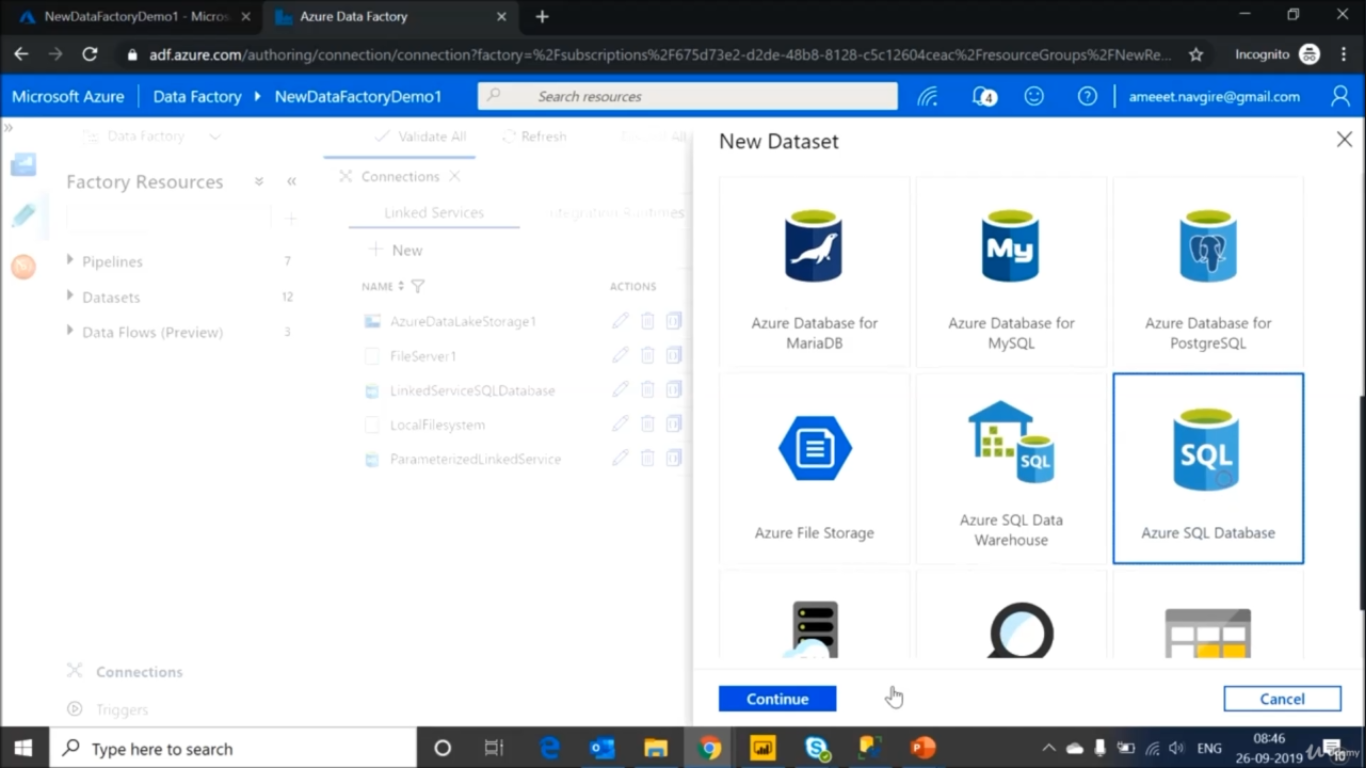 NewDataFactoryDemo1 - Micros
Azure Data Factory
adf.azure.com/authoring/connection/connection?factory=%2Fsubscriptions%2F675d73e2-d2de-48b8-8128-c5c12604ceac%2FresourceGroups%2FNewRe...
Incognito
Microsoft Azure
Data Factory
NewDataFactoryDemo1
Search resources
4
ameeet.navgire@gmail.com
Data Factory
Validate All
Refresh
New Dataset
Factory Resources
Connections
Linked Services
Integration Runtimes
New
NAME
ACTIONS
Pipelines 7
Datasets 12
Data Flows (Preview) 3
AzureDataLakeStorage1
FileServer1
LinkedServiceSQLDatabase
LocalFilesystem
ParameterizedLinkedService
My
Azure Database for MariaDB
Azure Database for MySQL
Azure Database for PostgreSQL
SQL
SQL
Azure File Storage
Azure SQL Data Warehouse
Azure SQL Database
Connections
Triggers
Continue
Cancel
Type here to search
ENG
08:46
26-09-2019
10